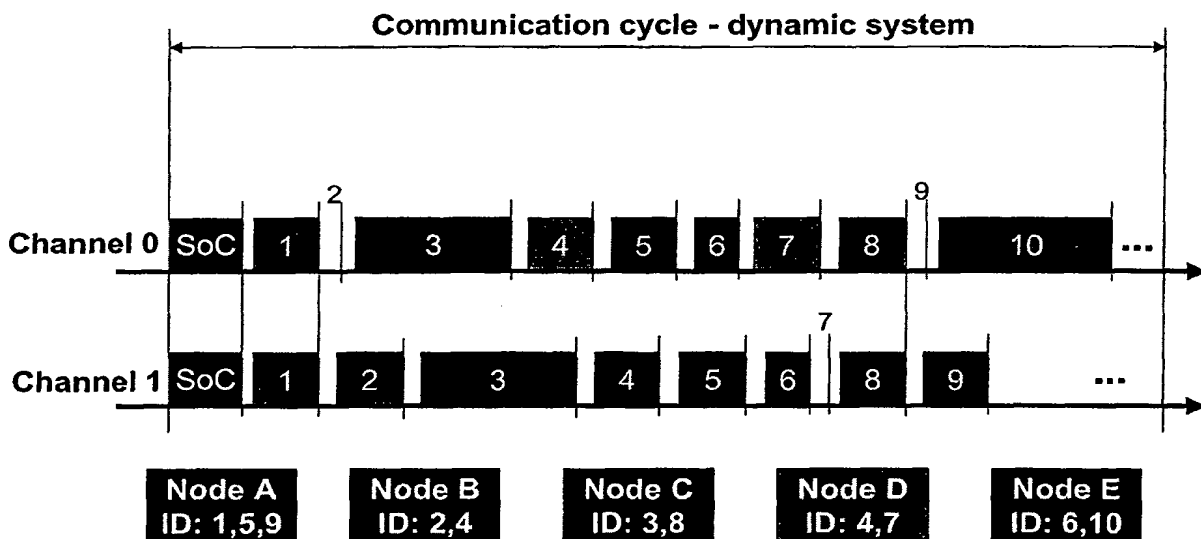 Communication cycle - dynamic system
2
9
Channel 0 SoC 1 3 4 5 6 7 8 10 ...
7
Channel 1 SoC 1 2 3 4 5 6 8 9 ...
Node A
ID: 1,5,9
Node B
ID: 2,4
Node C
ID: 3,8
Node D
ID: 4,7
Node E
ID: 6,10